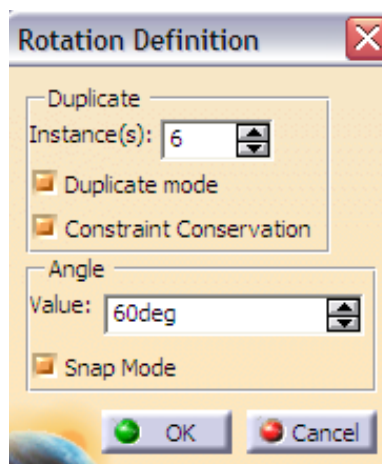 Rotation Definition
Duplicate
Instance(s): 6
Duplicate mode
Constraint Conservation
Angle
Value: 60deg
Snap Mode
OK Cancel